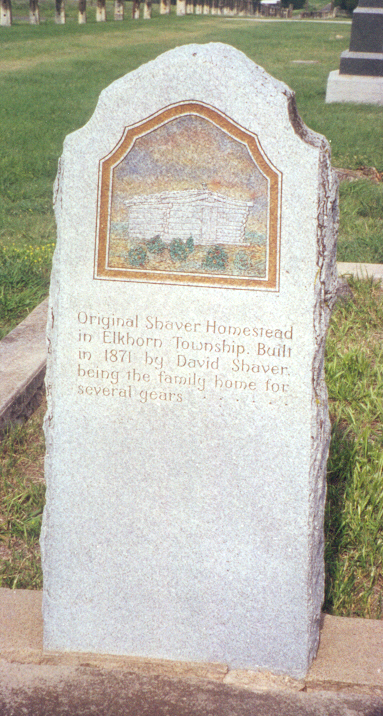 Original Shaver Homestead
in Elkhorn Township. Built
in 1871 by David Shaver,
being the family home for
several years . . . . . .